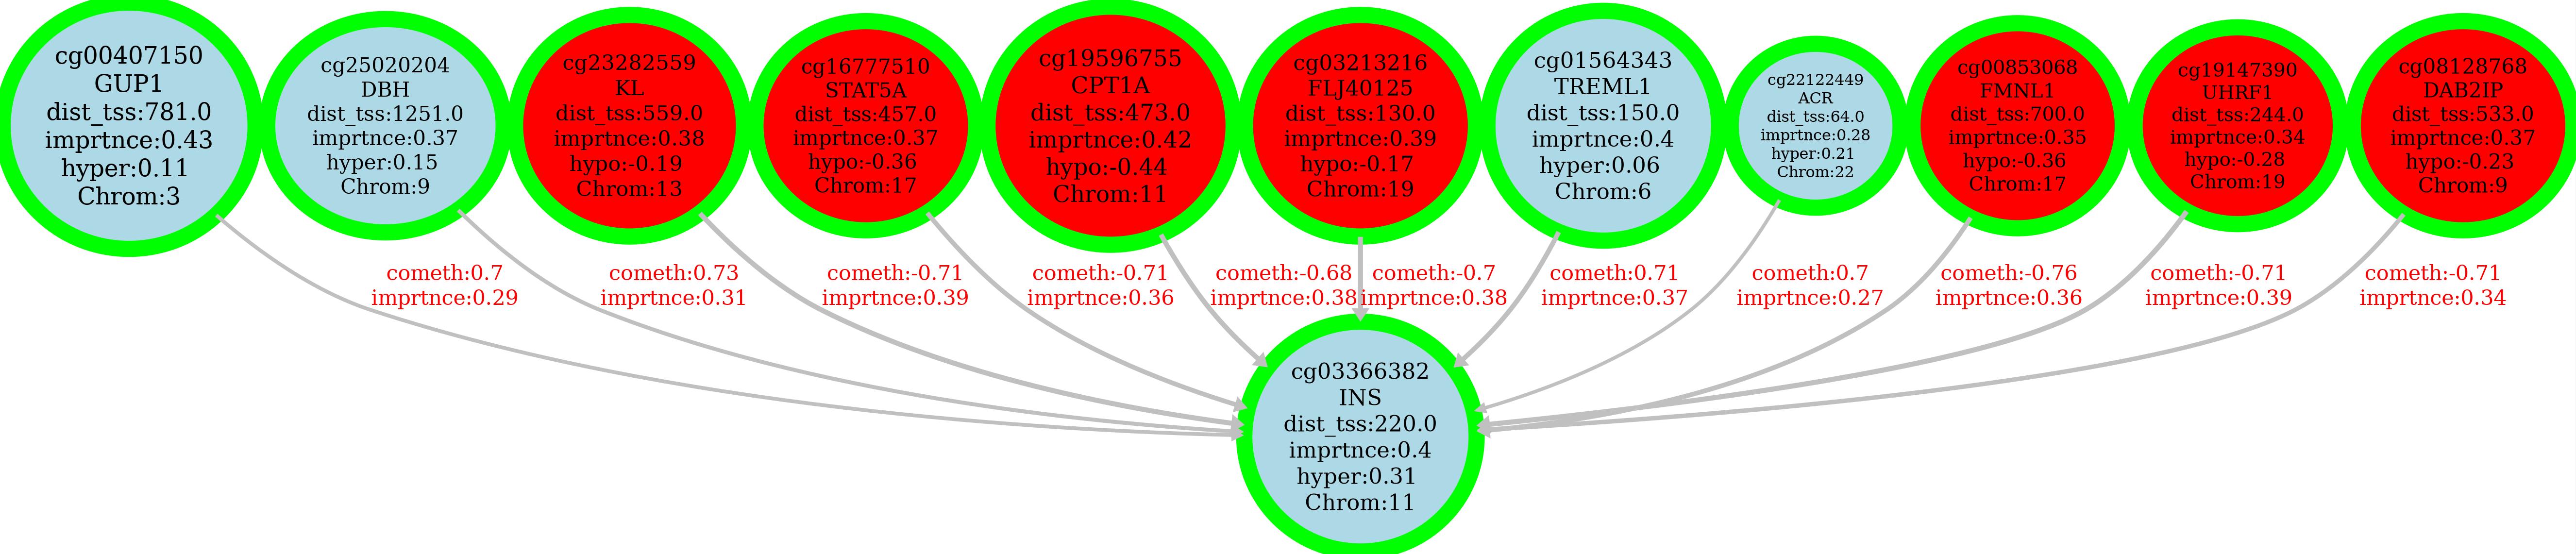 cg00407150
GUP1
dist_tss:781.0
imprtnce:0.43
hyper:0.11
Chrom:3
cg25020204
DBH
dist_tss:1251.0
imprtnce:0.37
hyper:0.15
Chrom:9
cg23282559
KL
dist_tss:559.0
imprtnce:0.38
hypo:-0.19
Chrom:13
cg16777510
STAT5A
dist_tss:457.0
imprtnce:0.37
hypo:-0.36
Chrom:17
cg19596755
CPT1A
dist_tss:473.0
imprtnce:0.42
hypo:-0.44
Chrom:11
cg03213216
FLJ40125
dist_tss:130.0
imprtnce:0.39
hypo:-0.17
Chrom:19
cg01564343
TREML1
dist_tss:150.0
imprtnce:0.4
hyper:0.06
Chrom:6
cg22122449
ACR
dist_tss:64.0
imprtnce:0.28
hyper:0.21
Chrom:22
cg00853068
FMNL1
dist_tss:700.0
imprtnce:0.35
hypo:-0.36
Chrom:17
cg19147390
UHRF1
dist_tss:244.0
imprtnce:0.34
hypo:-0.28
Chrom:19
cg08128768
DAB2IP
dist_tss:533.0
imprtnce:0.37
hypo:-0.23
Chrom:9
cometh:0.7
imprtnce:0.29
cometh:0.73
imprtnce:0.31
cometh:-0.71
imprtnce:0.39
cometh:-0.71
imprtnce:0.36
cometh:-0.68
imprtnce:0.38
cometh:-0.7
imprtnce:0.38
cometh:0.71
imprtnce:0.37
cometh:0.7
imprtnce:0.27
cometh:-0.76
imprtnce:0.36
cometh:-0.71
imprtnce:0.39
cometh:-0.71
imprtnce:0.34
cg03366382
INS
dist_tss:220.0
imprtnce:0.4
hyper:0.31
Chrom:11